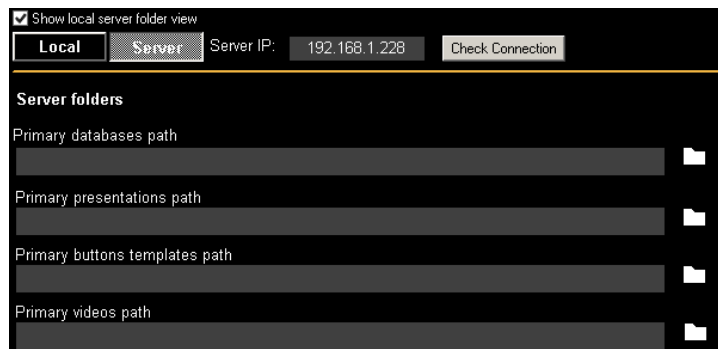 Show local server folder view
Local Server Server IP: 192.168.1.228 Check Connection
Server folders
Primary databases path
Primary presentations path
Primary buttons templates path
Primary videos path